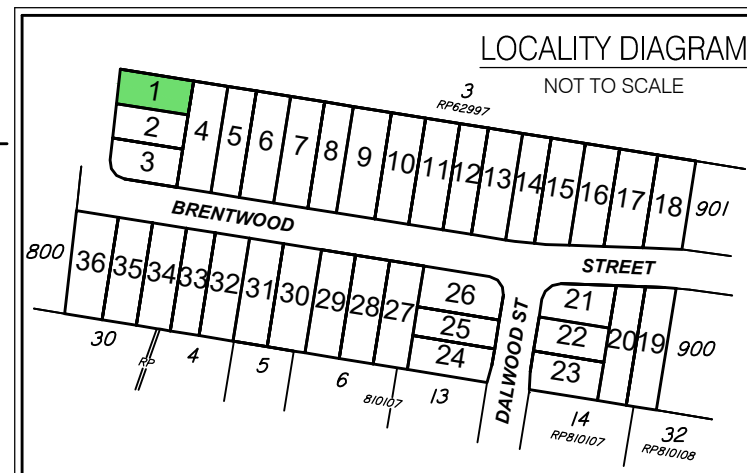 LOCALITY DIAGRAM
NOT TO SCALE
3
RP62997
1
2
3
4 5 6 7 8 9 10 11 12 13 14 15 16 17 18 901
BRENTWOOD
STREET
800 36 35 34 33 32 31 30 29 28 27
26
25
24
DALWOOD ST
21
22
23
20 19 900
30
RP
4
5
6
810107
13
14
RP810107
32
RP810108